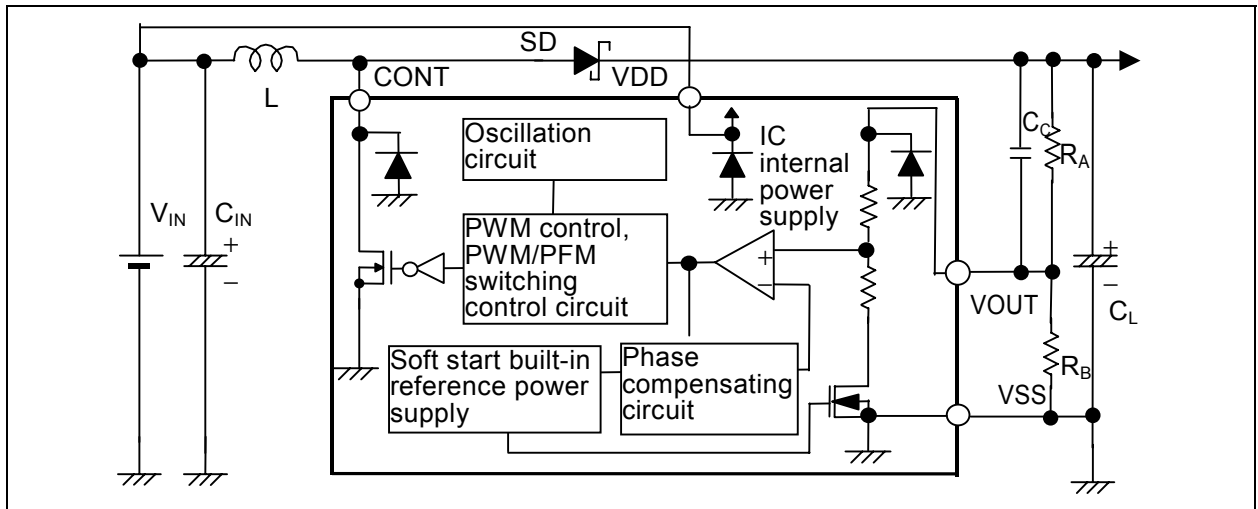 SD
CONT
VDD
L
Oscillation
circuit
IC
internal
power
supply
C_C
R_A
V_IN
C_IN
+
−
PWM control,
PWM/PFM
switching
control circuit
+
−
+
−
VOUT
C_L
Soft start built-in
reference power
supply
Phase
compensating
circuit
VSS
R_B